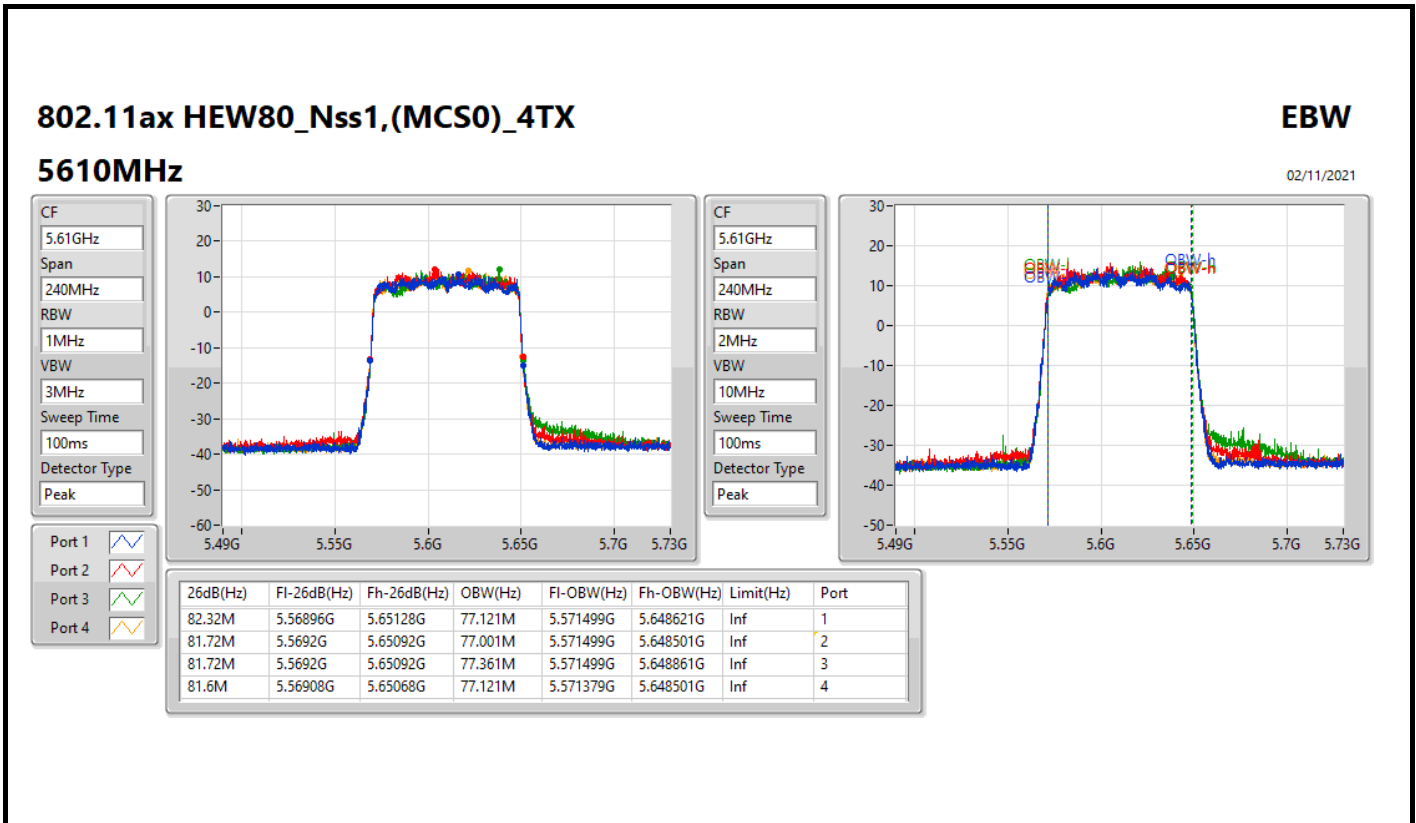 802.11ax HEW80_Nss1,(MCS0)_4TX
EBW
5610MHz
02/11/2021
CF
5.61GHz
Span
240MHz
RBW
1MHz
VBW
3MHz
Sweep Time
100ms
Detector Type
Peak
30
20
10
0
-10
-20
-30
-40
-50
-60
5.49G 5.55G 5.6G 5.65G 5.7G 5.73G
CF
5.61GHz
Span
240MHz
RBW
2MHz
VBW
10MHz
Sweep Time
100ms
Detector Type
Peak
30
20
10
0
-10
-20
-30
-40
-50
OBW-l
OBW-h
OBW-h
5.49G 5.55G 5.6G 5.65G 5.7G 5.73G
Port 1
Port 2
Port 3
Port 4
26dB(Hz) Fl-26dB(Hz) Fh-26dB(Hz) OBW(Hz) Fl-OBW(Hz) Fh-OBW(Hz) Limit(Hz) Port
82.32M 5.56896G 5.65128G 77.121M 5.571499G 5.648621G Inf 1
81.72M 5.5692G 5.65092G 77.001M 5.571499G 5.648501G Inf 2
81.72M 5.5692G 5.65092G 77.361M 5.571499G 5.648861G Inf 3
81.6M 5.56908G 5.65068G 77.121M 5.571379G 5.648501G Inf 4